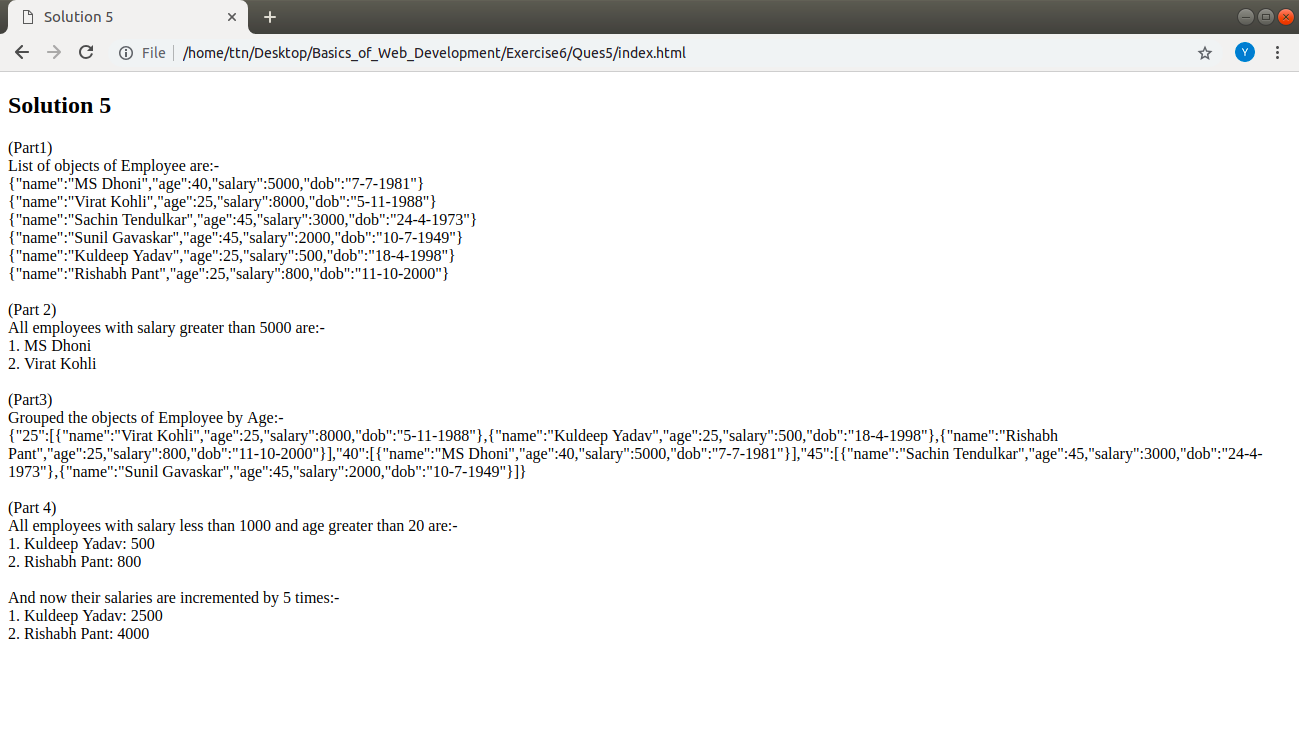 Solution 5
File /home/ttn/Desktop/Basics_of_Web_Development/Exercise6/Ques5/index.html
Y
Solution 5
(Part1)
List of objects of Employee are:-
{"name":"MS Dhoni","age":40,"salary":5000,"dob":"7-7-1981"}
{"name":"Virat Kohli","age":25,"salary":8000,"dob":"5-11-1988"}
{"name":"Sachin Tendulkar","age":45,"salary":3000,"dob":"24-4-1973"}
{"name":"Sunil Gavaskar","age":45,"salary":2000,"dob":"10-7-1949"}
{"name":"Kuldeep Yadav","age":25,"salary":500,"dob":"18-4-1998"}
{"name":"Rishabh Pant","age":25,"salary":800,"dob":"11-10-2000"}
(Part 2)
All employees with salary greater than 5000 are:-
1. MS Dhoni
2. Virat Kohli
(Part3)
Grouped the objects of Employee by Age:-
{"25":[{"name":"Virat Kohli","age":25,"salary":8000,"dob":"5-11-1988"},{"name":"Kuldeep Yadav","age":25,"salary":500,"dob":"18-4-1998"},{"name":"Rishabh
Pant","age":25,"salary":800,"dob":"11-10-2000"}],"40":[{"name":"MS Dhoni","age":40,"salary":5000,"dob":"7-7-1981"}],"45":[{"name":"Sachin Tendulkar","age":45,"salary":3000,"dob":"24-4-
1973"},{"name":"Sunil Gavaskar","age":45,"salary":2000,"dob":"10-7-1949"}]}
(Part 4)
All employees with salary less than 1000 and age greater than 20 are:-
1. Kuldeep Yadav: 500
2. Rishabh Pant: 800
And now their salaries are incremented by 5 times:-
1. Kuldeep Yadav: 2500
2. Rishabh Pant: 4000